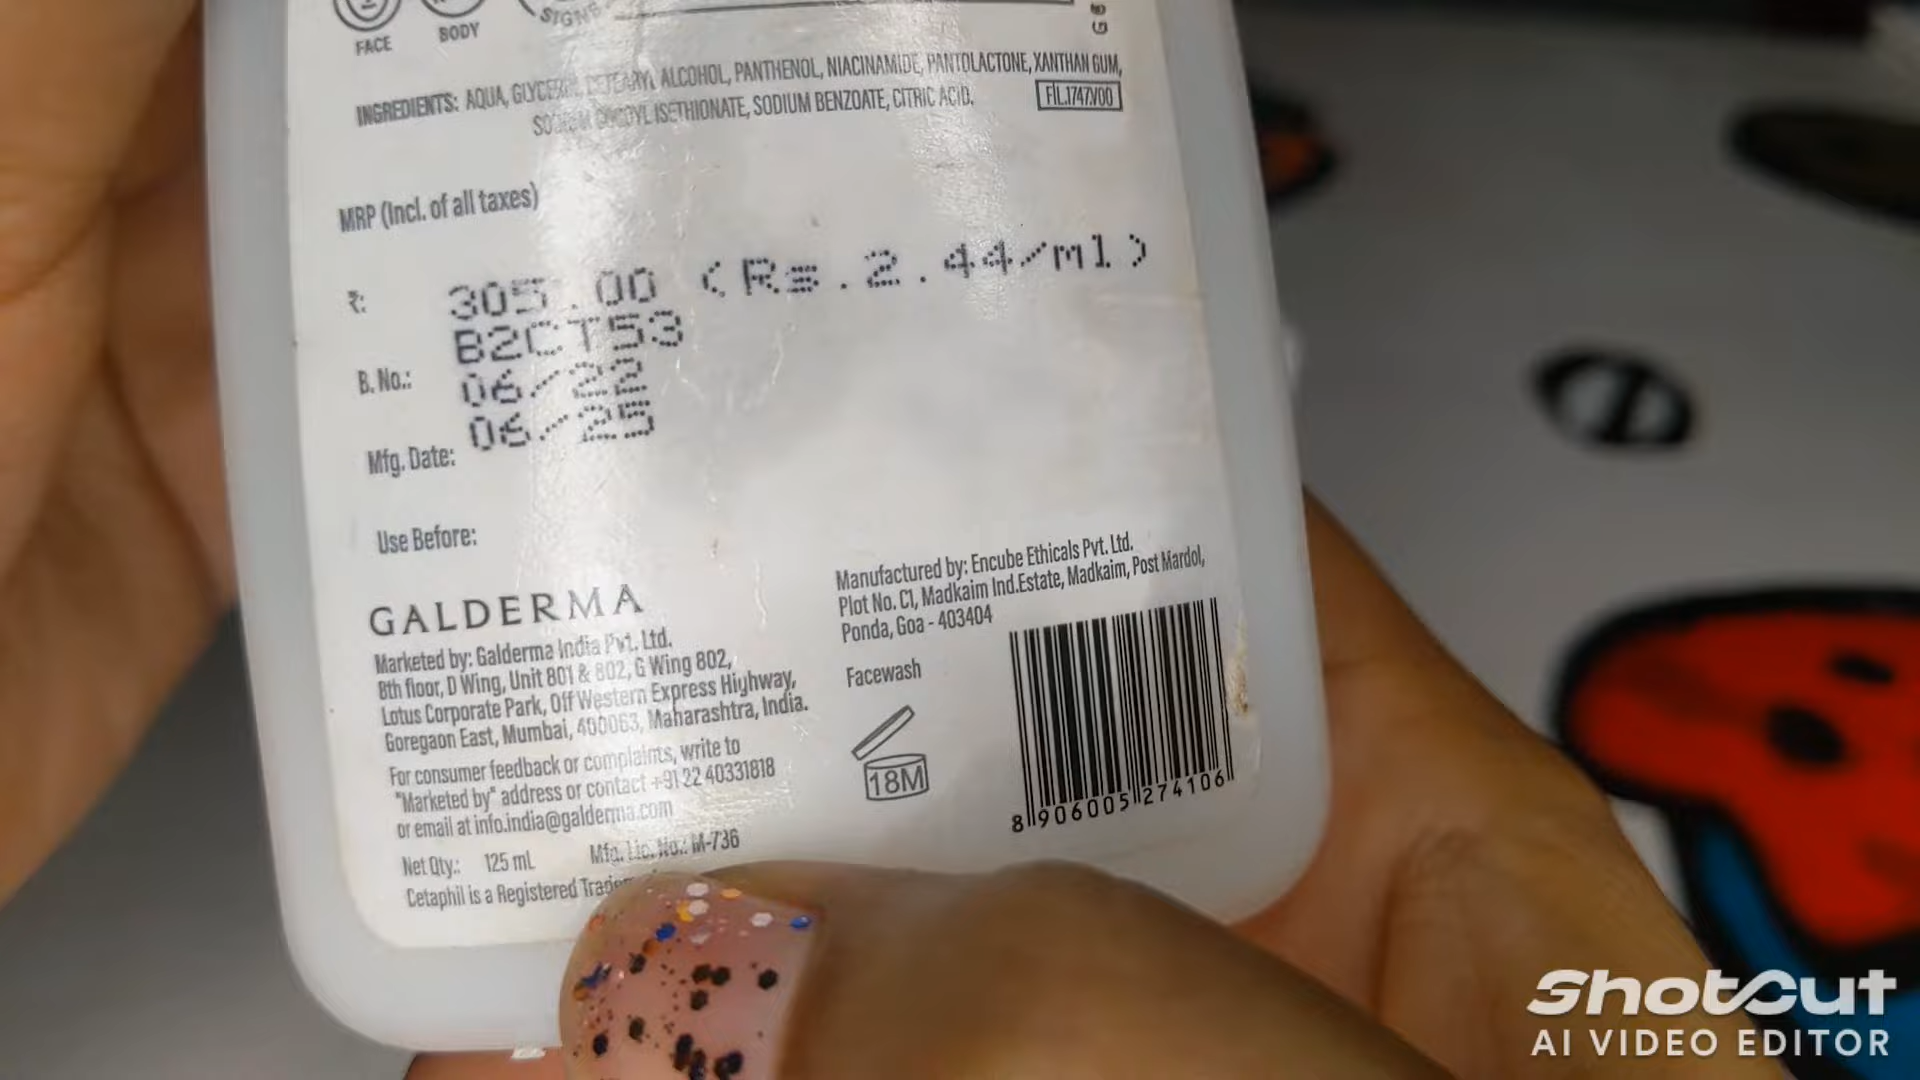 FACE
BODY
SIGNS
INGREDIENTS: AQUA, GLYCERIN, CETEARYL ALCOHOL, PANTHENOL, NIACINAMIDE, PANTOLACTONE, XANTHAN GUM,
SODIUM COCOYL ISETHIONATE, SODIUM BENZOATE, CITRIC ACID.
FIL.1747.V00
MRP (Incl. of all taxes)
₹: 305.00 (Rs.2.44/ml)
B2CT53
B. No.: 06/22
06/25
Mfg. Date:
Use Before:
GALDERMA
Marketed by: Galderma India Pvt. Ltd.
8th floor, D Wing, Unit 801 & 802, G Wing 802,
Lotus Corporate Park, Off Western Express Highway,
Goregaon East, Mumbai, 400063, Maharashtra, India.
For consumer feedback or complaints, write to
"Marketed by" address or contact +91 22 40331818
or email at info.india@galderma.com
Net Qty.: 125 mL Mfg. Lic. No.: M-736
Cetaphil is a Registered
Manufactured by: Encube Ethicals Pvt. Ltd.
Plot No. C1, Madkaim Ind.Estate, Madkaim, Post Mardol,
Ponda, Goa - 403404
Facewash
18M
8 906005 274106
ShotCut
AI VIDEO EDITOR